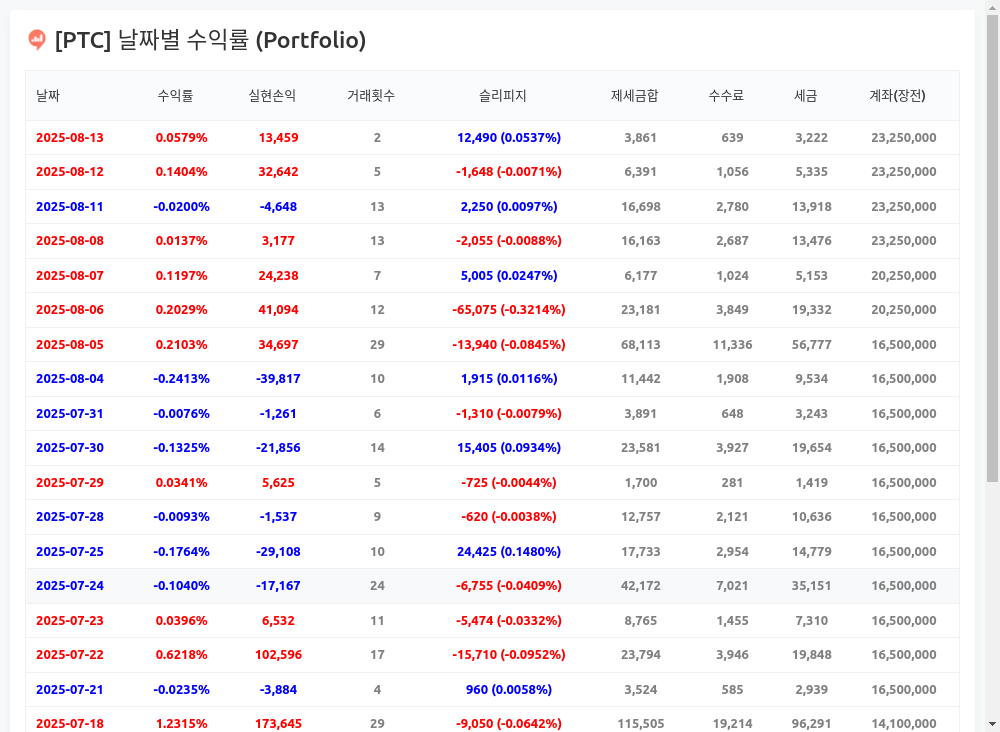 [PTC] 날짜별 수익률 (Portfolio)
날짜 수익률 실현손익 거래횟수 슬리피지 제세금합 수수료 세금 계좌(장전)
2025-08-13 0.0579% 13,459 2 12,490 (0.0537%) 3,861 639 3,222 23,250,000
2025-08-12 0.1404% 32,642 5 -1,648 (-0.0071%) 6,391 1,056 5,335 23,250,000
2025-08-11 -0.0200% -4,648 13 2,250 (0.0097%) 16,698 2,780 13,918 23,250,000
2025-08-08 0.0137% 3,177 13 -2,055 (-0.0088%) 16,163 2,687 13,476 23,250,000
2025-08-07 0.1197% 24,238 7 5,005 (0.0247%) 6,177 1,024 5,153 20,250,000
2025-08-06 0.2029% 41,094 12 -65,075 (-0.3214%) 23,181 3,849 19,332 20,250,000
2025-08-05 0.2103% 34,697 29 -13,940 (-0.0845%) 68,113 11,336 56,777 16,500,000
2025-08-04 -0.2413% -39,817 10 1,915 (0.0116%) 11,442 1,908 9,534 16,500,000
2025-07-31 -0.0076% -1,261 6 -1,310 (-0.0079%) 3,891 648 3,243 16,500,000
2025-07-30 -0.1325% -21,856 14 15,405 (0.0934%) 23,581 3,927 19,654 16,500,000
2025-07-29 0.0341% 5,625 5 -725 (-0.0044%) 1,700 281 1,419 16,500,000
2025-07-28 -0.0093% -1,537 9 -620 (-0.0038%) 12,757 2,121 10,636 16,500,000
2025-07-25 -0.1764% -29,108 10 24,425 (0.1480%) 17,733 2,954 14,779 16,500,000
2025-07-24 -0.1040% -17,167 24 -6,755 (-0.0409%) 42,172 7,021 35,151 16,500,000
2025-07-23 0.0396% 6,532 11 -5,474 (-0.0332%) 8,765 1,455 7,310 16,500,000
2025-07-22 0.6218% 102,596 17 -15,710 (-0.0952%) 23,794 3,946 19,848 16,500,000
2025-07-21 -0.0235% -3,884 4 960 (0.0058%) 3,524 585 2,939 16,500,000
2025-07-18 1.2315% 173,645 29 -9,050 (-0.0642%) 115,505 19,214 96,291 14,100,000